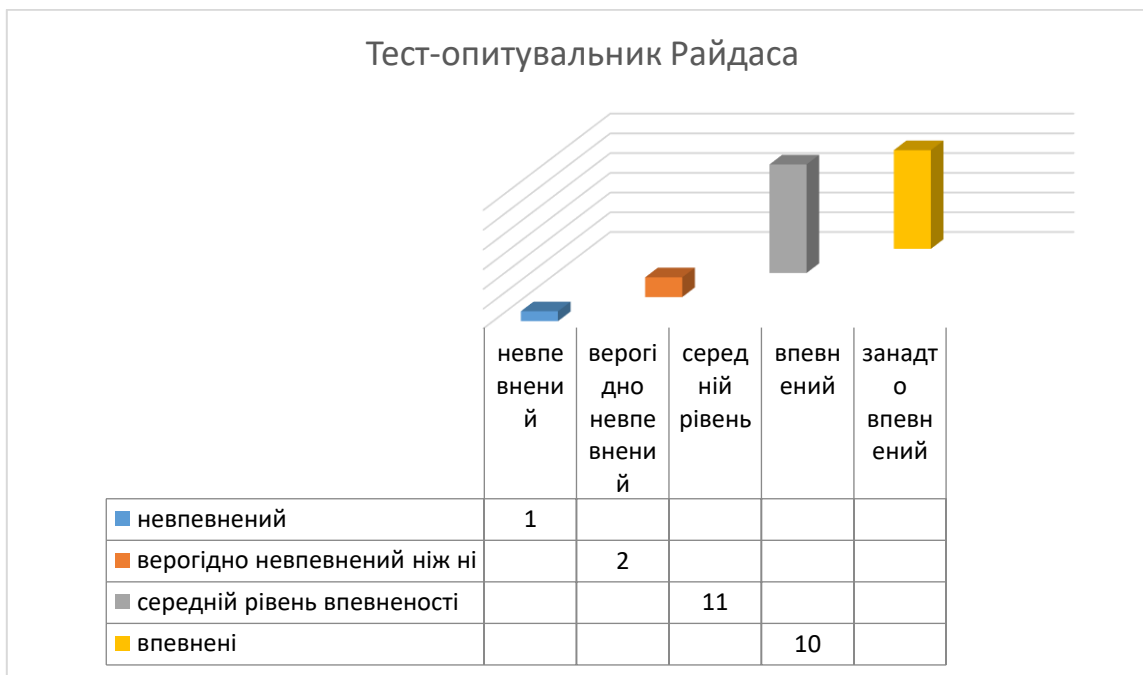 Тест-опитувальник Райдаса
невпе
внени
й
верогі
дно
невпе
внени
й
серед
ній
рівень
впевн
ений
занадт
о
впевн
ений
невпевнений 1
верогідно невпевнений ніж ні 2
середній рівень впевненості 11
впевнені 10